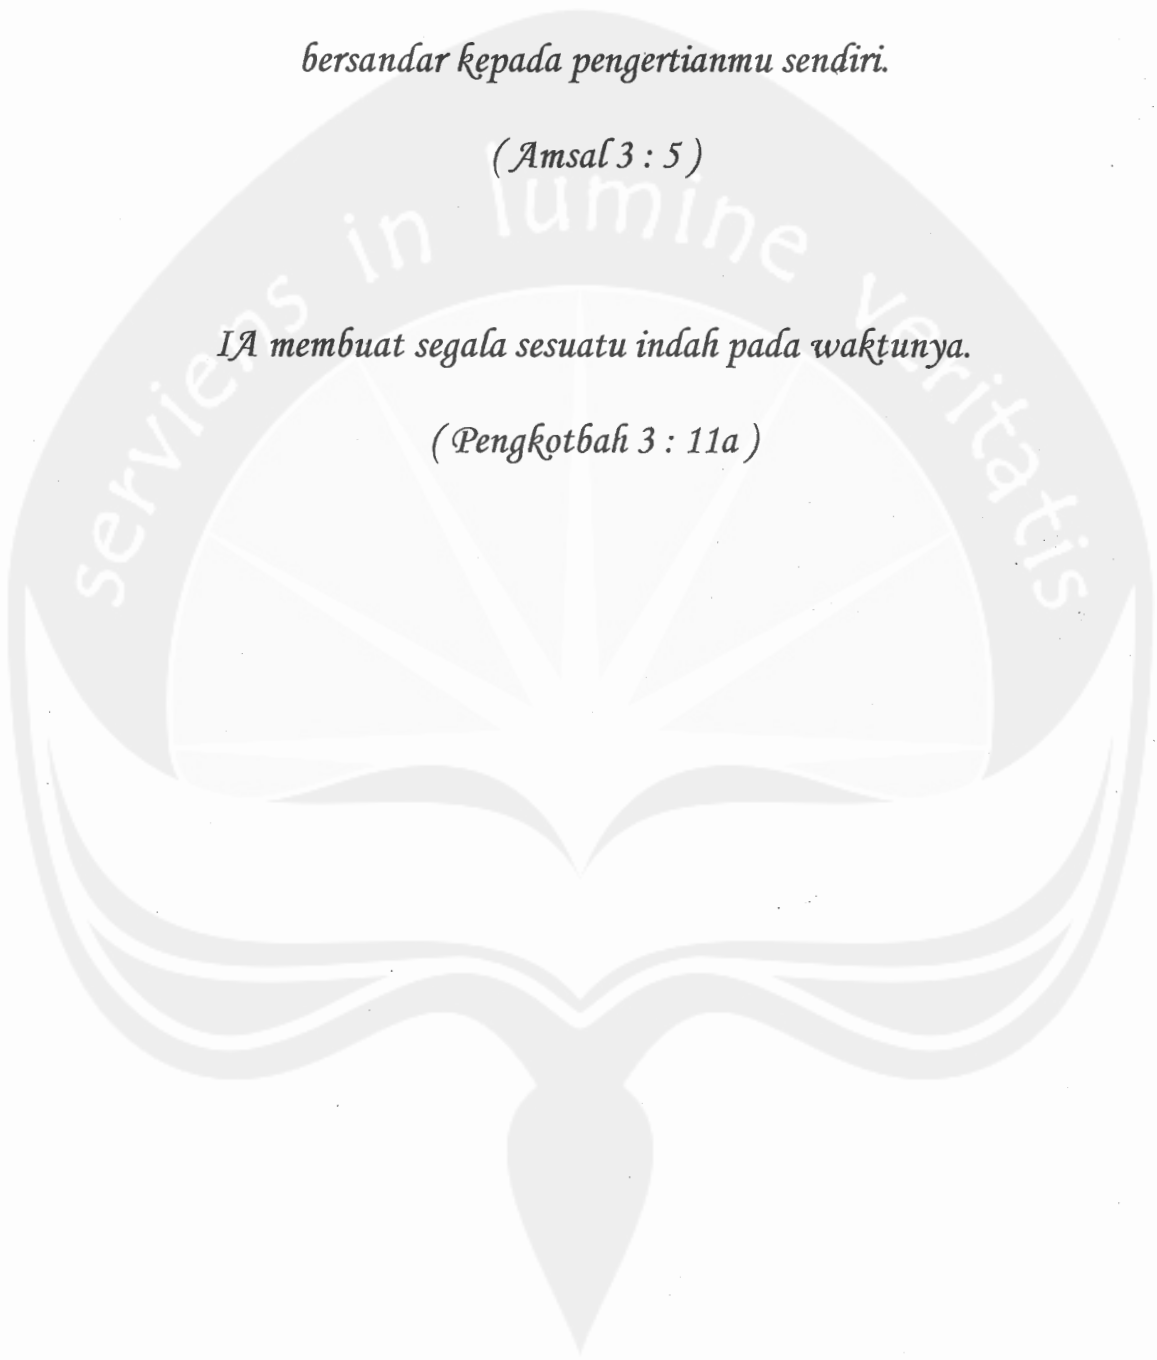 bersandar kepada pengertianmu sendiri.
( Amsal 3 : 5 )
serviens in lumine veritatis
IA membuat segala sesuatu indah pada waktunya.
( Pengkotbah 3 : 11a )